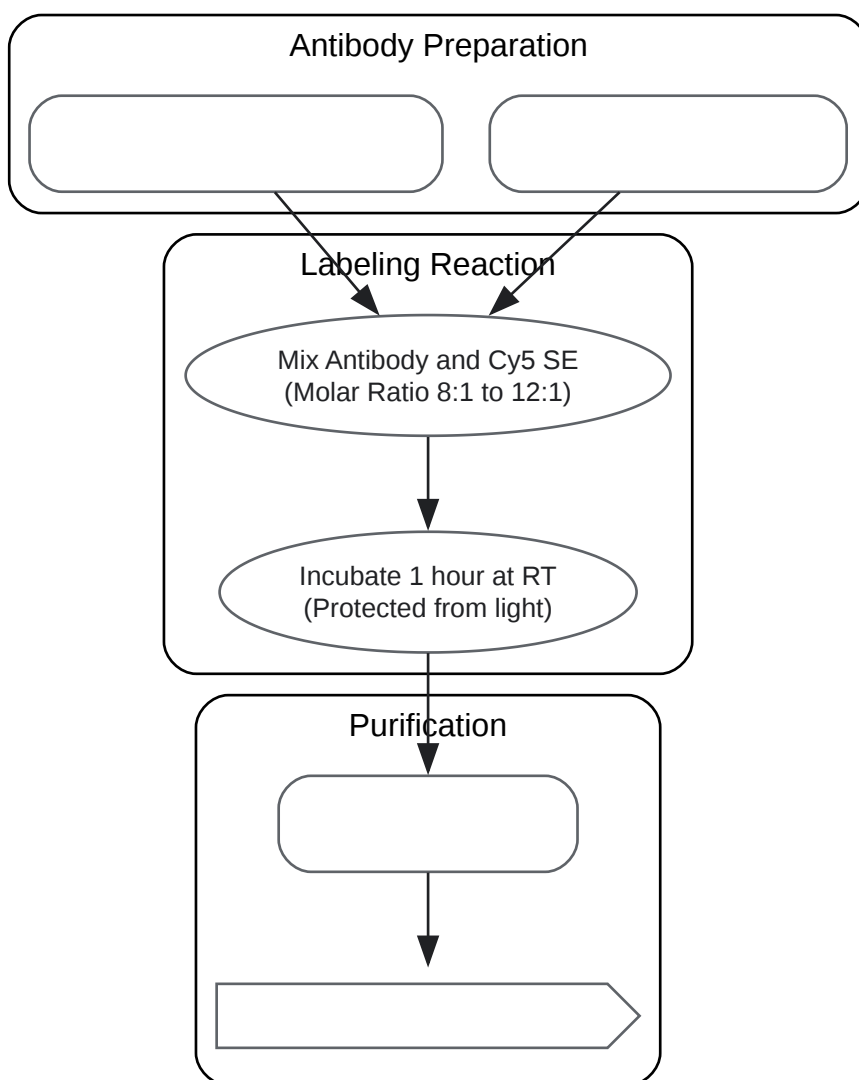 Antibody Preparation
Labeling Reaction
Mix Antibody and Cy5 SE
(Molar Ratio 8:1 to 12:1)
Incubate 1 hour at RT
(Protected from light)
Purification